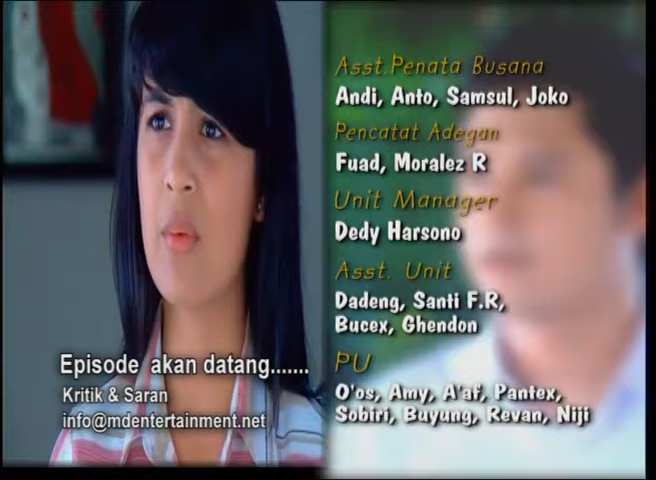 Asst.Penata Busana
Andi, Anto, Samsul, Joko
Pencatat Adegan
Fuad, Moralez R
Unit Manager
Dedy Harsono
Asst. Unit
Dadeng, Santi F.R,
Bucex, Ghendon
PU
O'os, Amy, A'af, Pantex,
Sobiri, Buyung, Revan, Niji
Episode akan datang.......
Kritik & Saran
info@mdentertainment.net